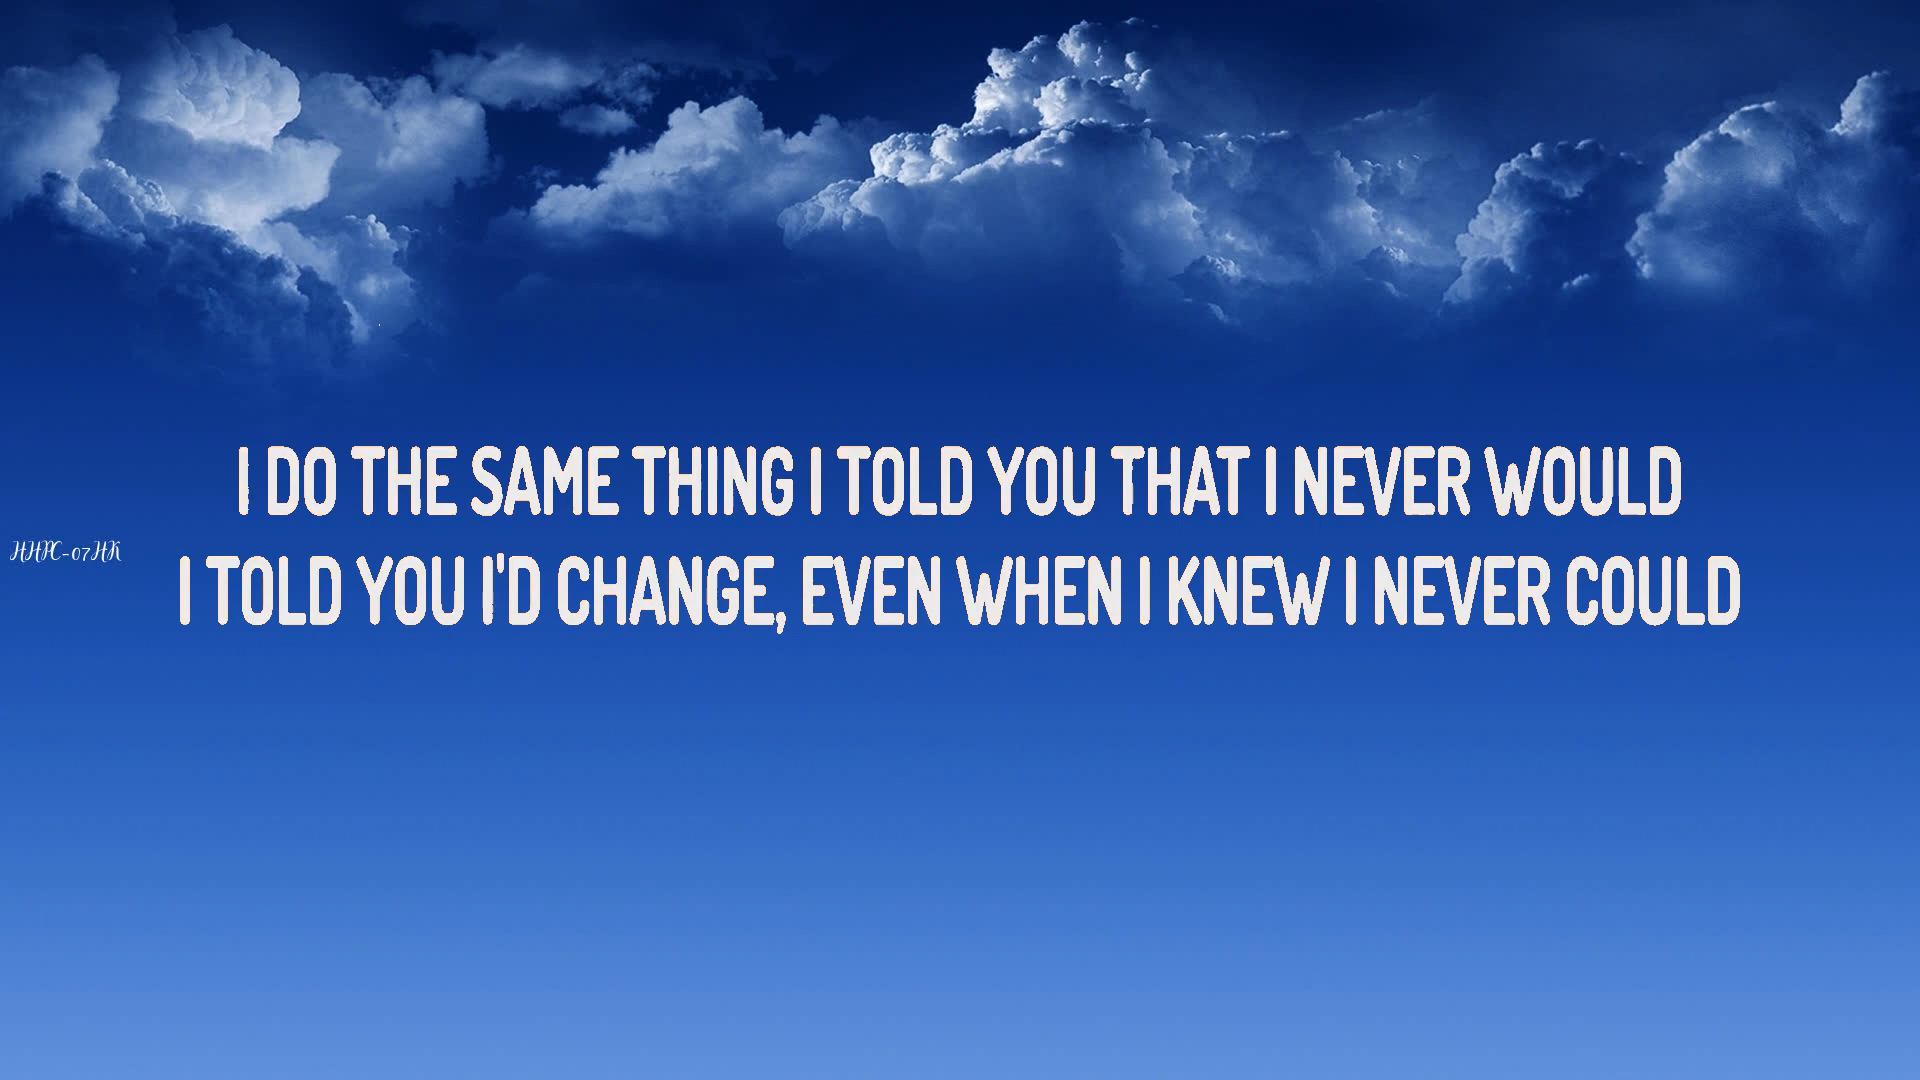 I DO THE SAME THING I TOLD YOU THAT I NEVER WOULD
I TOLD YOU I'D CHANGE, EVEN WHEN I KNEW I NEVER COULD
HHPC-07HK